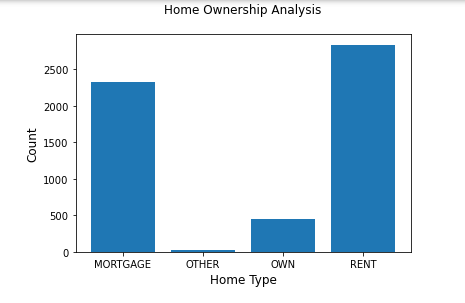 Home Ownership Analysis
2500
2000
1500
1000
500
0
Count
MORTGAGE OTHER OWN RENT
Home Type